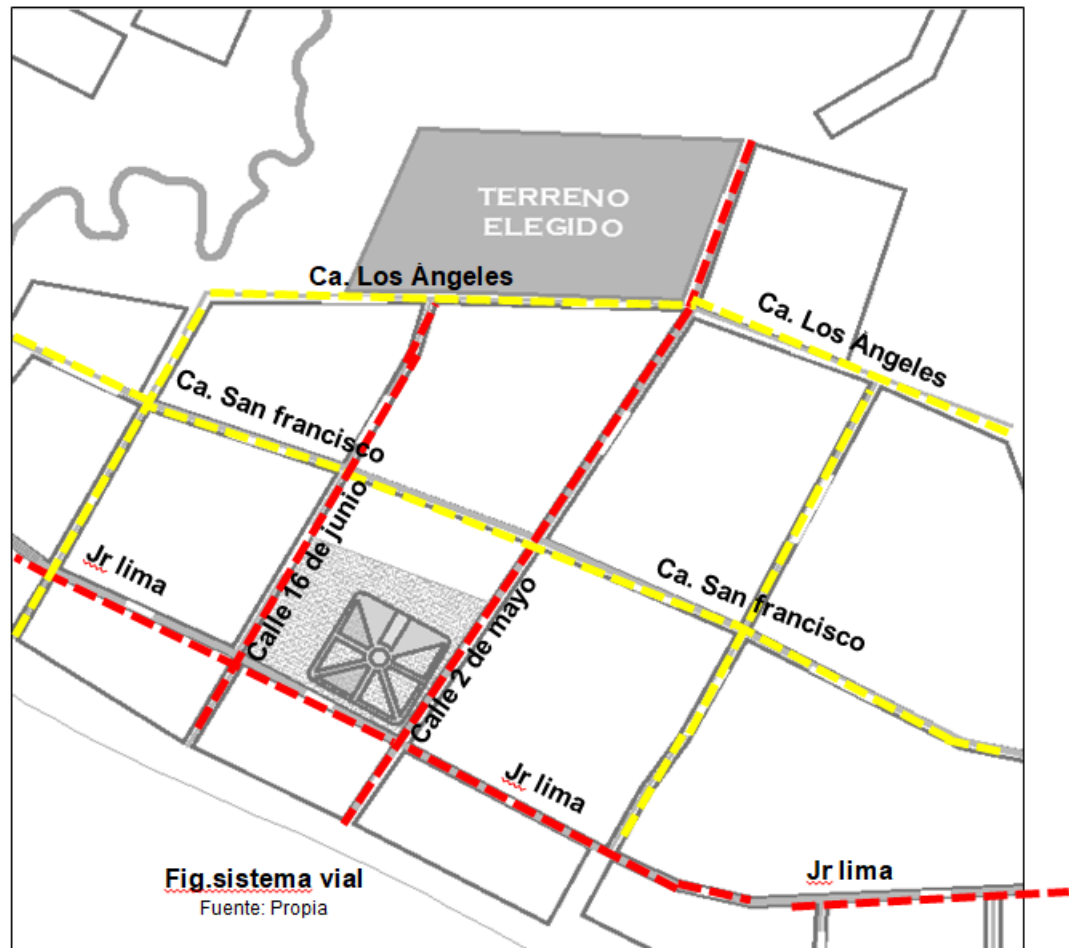 TERRENO
ELEGIDO
Ca. Los Àngeles
Ca. Los Àngeles
Ca. San francisco
Calle 16 de junio
Jr lima
Calle 2 de mayo
Ca. San francisco
Jr lima
Jr lima
Fig.sistema vial
Fuente: Propia